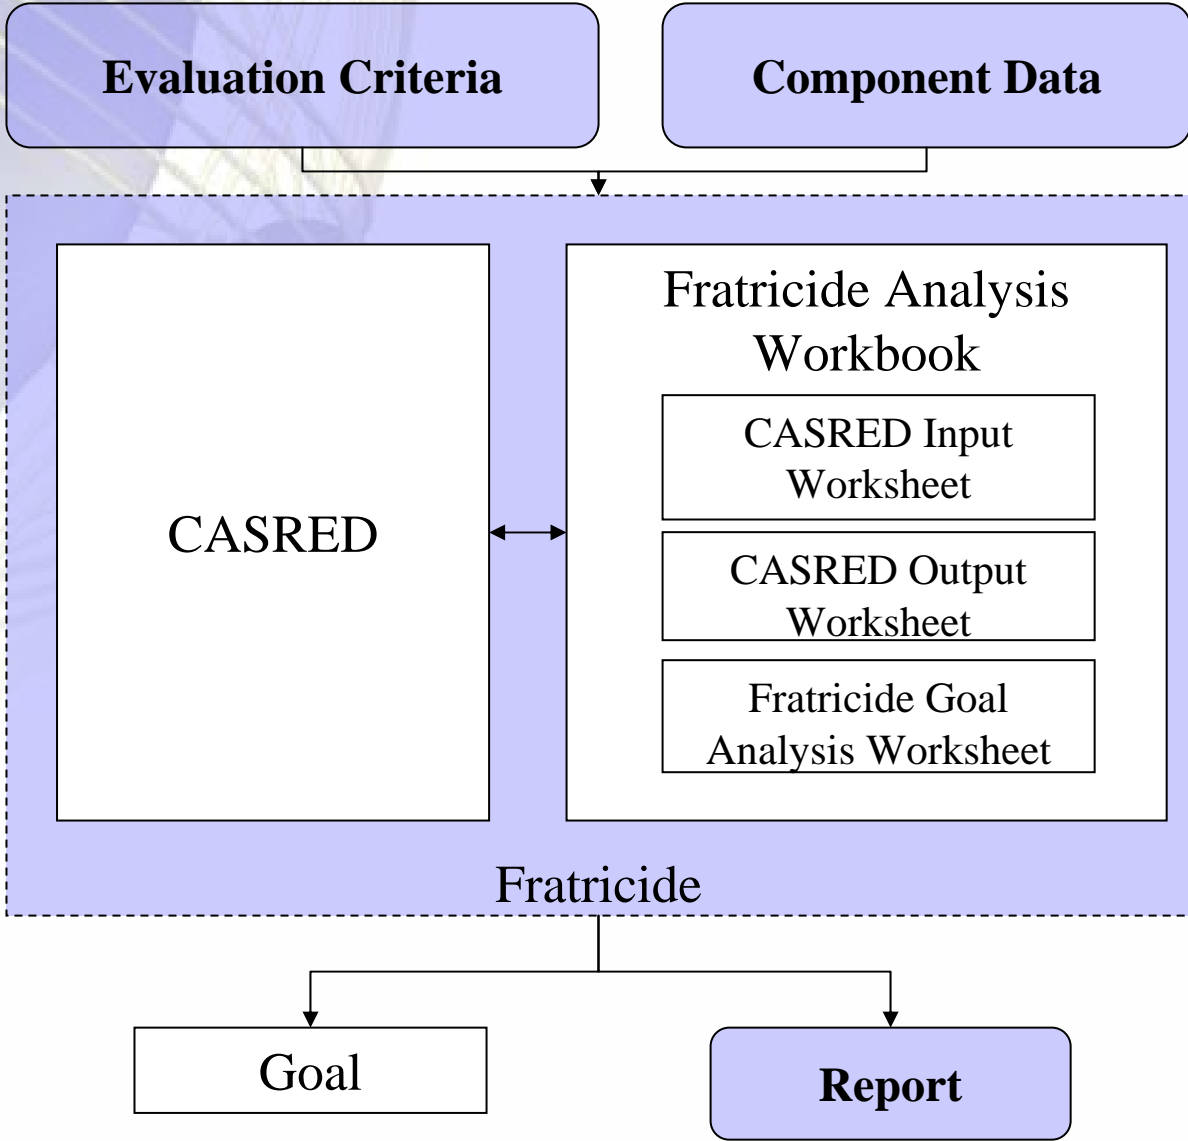 Evaluation Criteria
Component Data
CASRED
Fratricide Analysis
Workbook
CASRED Input
Worksheet
CASRED Output
Worksheet
Fratricide Goal
Analysis Worksheet
Fratricide
Goal
Report